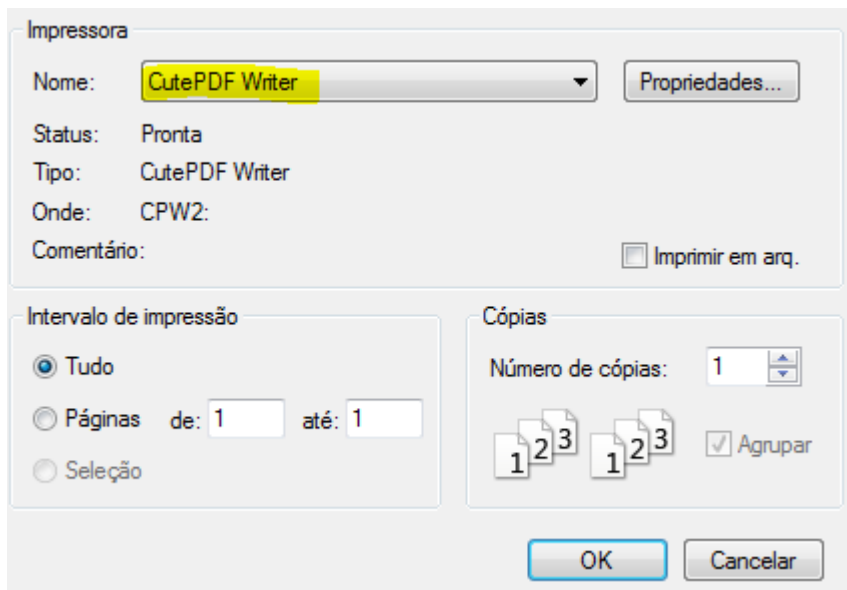 Impressora
Nome: CutePDF Writer Propriedades...
Status: Pronta
Tipo: CutePDF Writer
Onde: CPW2:
Comentário: Imprimir em arq.
Intervalo de impressão Cópias
Tudo Número de cópias: 1
Páginas de: 1 até: 1 1 2 3 1 2 3 Agrupar
Seleção
OK Cancelar